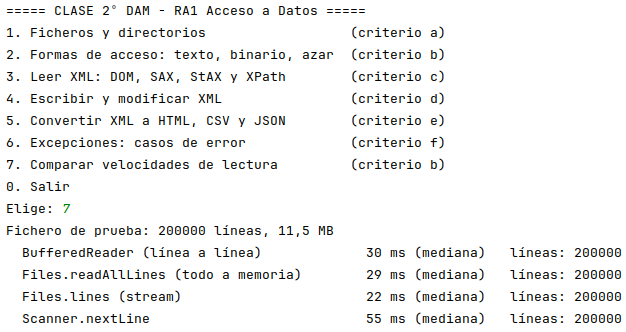 ===== CLASE 2° DAM - RA1 Acceso a Datos =====
1. Ficheros y directorios (criterio a)
2. Formas de acceso: texto, binario, azar (criterio b)
3. Leer XML: DOM, SAX, StAX y XPath (criterio c)
4. Escribir y modificar XML (criterio d)
5. Convertir XML a HTML, CSV y JSON (criterio e)
6. Excepciones: casos de error (criterio f)
7. Comparar velocidades de lectura (criterio b)
0. Salir
Elige: 7
Fichero de prueba: 200000 líneas, 11,5 MB
BufferedReader (línea a línea) 30 ms (mediana) líneas: 200000
Files.readAllLines (todo a memoria) 29 ms (mediana) líneas: 200000
Files.lines (stream) 22 ms (mediana) líneas: 200000
Scanner.nextLine 55 ms (mediana) líneas: 200000